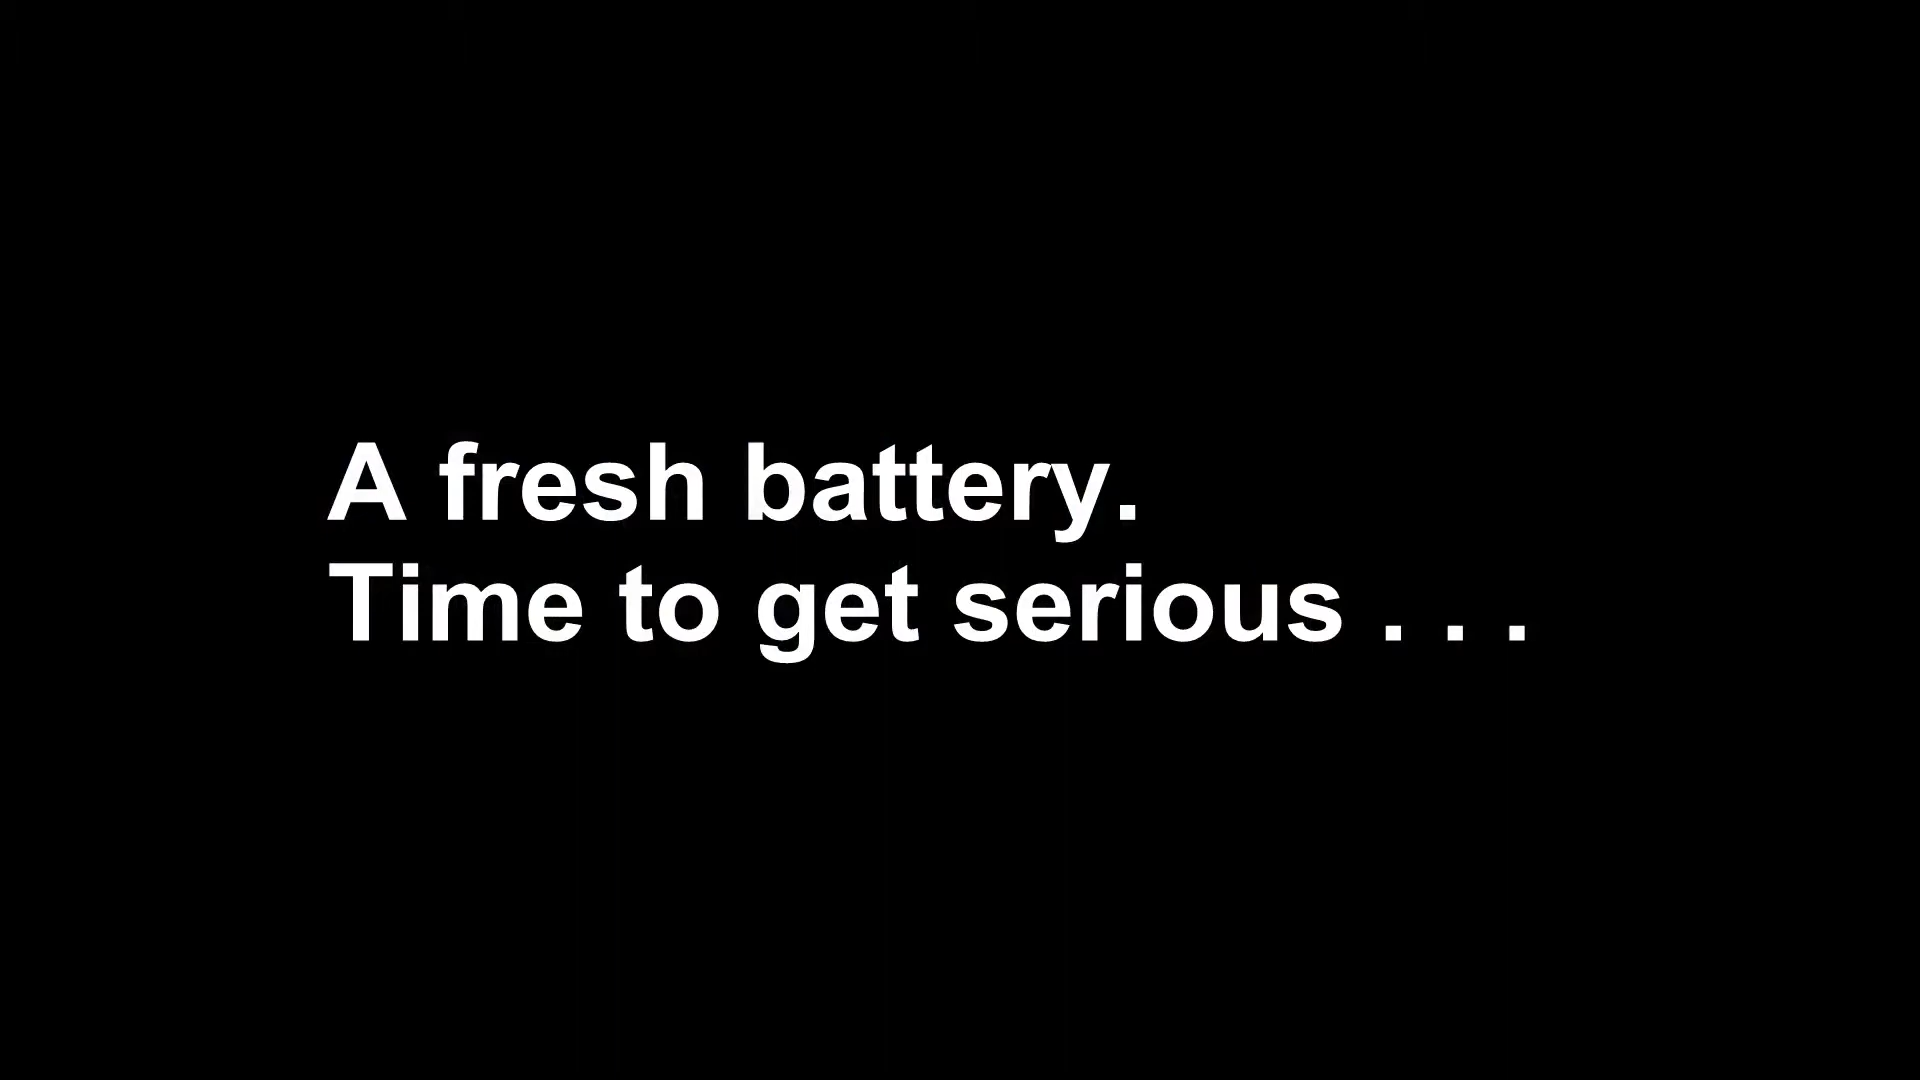 A fresh battery.
Time to get serious . . .